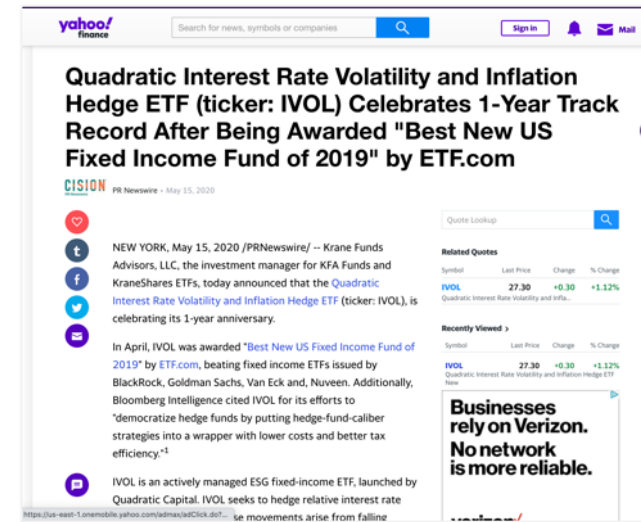 yahoo!
finance
Search for news, symbols or companies
Sign in
Mail
Quadratic Interest Rate Volatility and Inflation
Hedge ETF (ticker: IVOL) Celebrates 1-Year Track
Record After Being Awarded "Best New US
Fixed Income Fund of 2019" by ETF.com
CISION
PR Newswire
PR Newswire • May 15, 2020
NEW YORK, May 15, 2020 /PRNewswire/ -- Krane Funds
Advisors, LLC, the investment manager for KFA Funds and
KraneShares ETFs, today announced that the Quadratic
Interest Rate Volatility and Inflation Hedge ETF (ticker: IVOL), is
celebrating its 1-year anniversary.
In April, IVOL was awarded "Best New US Fixed Income Fund of
2019" by ETF.com, beating fixed income ETFs issued by
BlackRock, Goldman Sachs, Van Eck and, Nuveen. Additionally,
Bloomberg Intelligence cited IVOL for its efforts to
"democratize hedge funds by putting hedge-fund-caliber
strategies into a wrapper with lower costs and better tax
efficiency."1
IVOL is an actively managed ESG fixed-income ETF, launched by
Quadratic Capital. IVOL seeks to hedge relative interest rate
se movements arise from falling
https://us-east-1.onemobile.yahoo.com/admax/adClick.do?...
Quote Lookup
Related Quotes
Symbol Last Price Change % Change
IVOL 27.30 +0.30 +1.12%
Quadratic Interest Rate Volatility and Infla...
Recently Viewed >
Symbol Last Price Change % Change
IVOL 27.30 +0.30 +1.12%
Quadratic Interest Rate Volatility and Inflation Hedge ETF
New
Businesses
rely on Verizon.
No network
is more reliable.
verizon